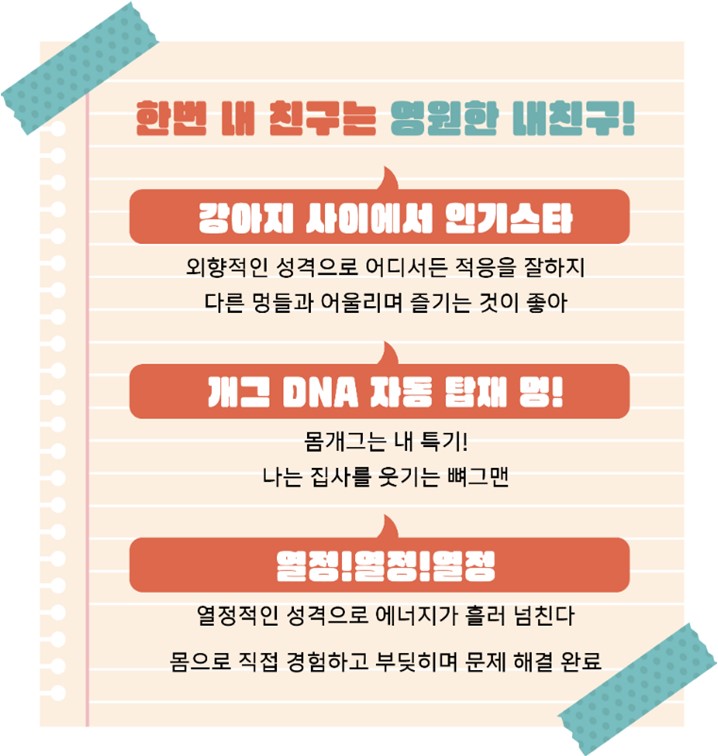 한번 내 친구는 영원한 내친구!
강아지 사이에서 인기스타
외향적인 성격으로 어디서든 적응을 잘하지
다른 멍들과 어울리며 즐기는 것이 좋아
개그 DNA 자동 탑재 멍!
몸개그는 내 특기!
나는 집사를 웃기는 뼈그맨
열정!열정!열정
열정적인 성격으로 에너지가 흘러 넘친다
몸으로 직접 경험하고 부딪히며 문제 해결 완료